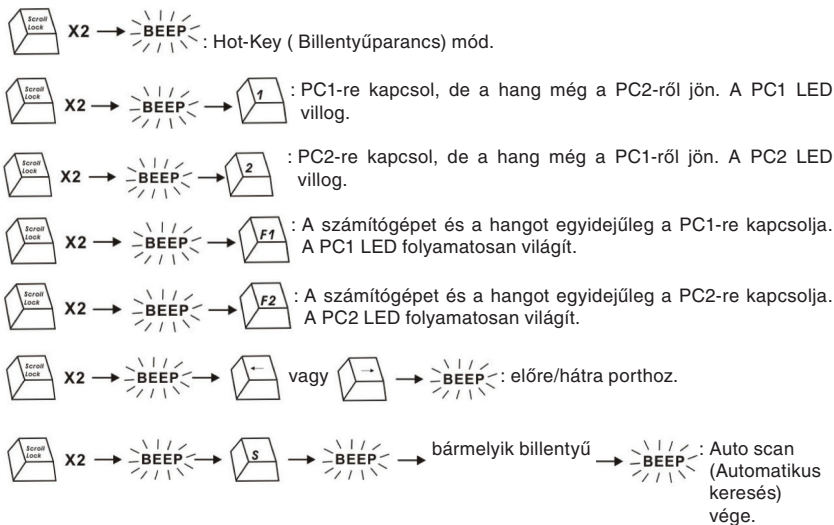 Scroll Lock X2 → BEEP : Hot-Key ( Billentyűparancs) mód.
Scroll Lock X2 → BEEP → 1 : PC1-re kapcsol, de a hang még a PC2-ről jön. A PC1 LED
villog.
Scroll Lock X2 → BEEP → 2 : PC2-re kapcsol, de a hang még a PC1-ről jön. A PC2 LED
villog.
Scroll Lock X2 → BEEP → F1 : A számítógépet és a hangot egyidejűleg a PC1-re kapcsolja.
A PC1 LED folyamatosan világít.
Scroll Lock X2 → BEEP → F2 : A számítógépet és a hangot egyidejűleg a PC2-re kapcsolja.
A PC2 LED folyamatosan világít.
Scroll Lock X2 → BEEP → ← vagy → → BEEP : előre/hátra porthoz.
Scroll Lock X2 → BEEP → S → BEEP → bármelyik billentyű → BEEP : Auto scan
(Automatikus
keresés)
vége.